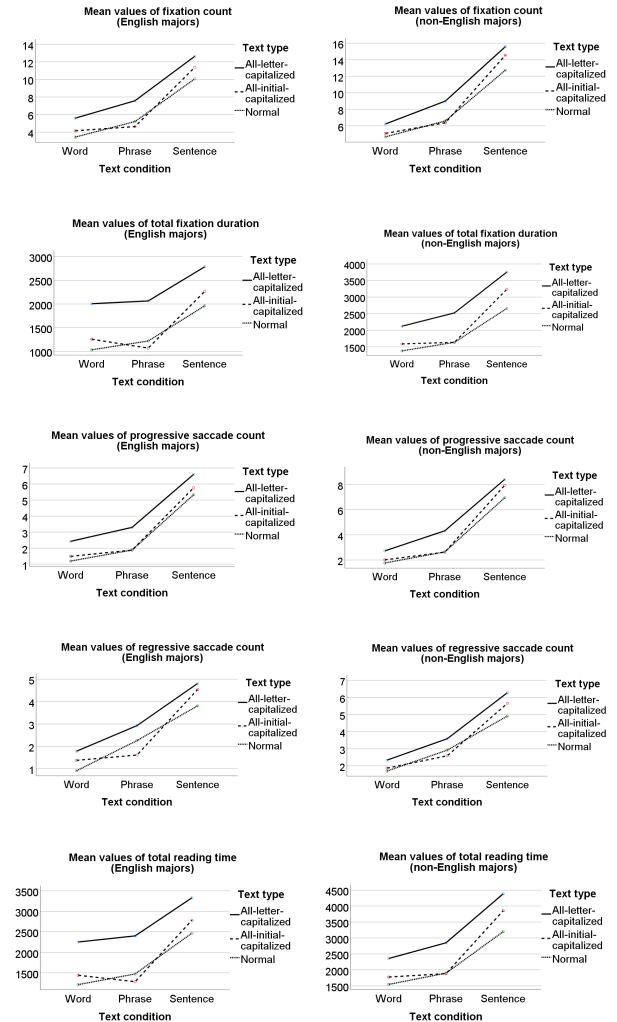 Mean values of fixation count
(English majors)
14
12
10
8
6
4
Word Phrase Sentence
Text condition
Text type
All-letter-
capitalized
All-initial-
capitalized
Normal
Mean values of fixation count
(non-English majors)
16
14
12
10
8
6
Word Phrase Sentence
Text condition
Text type
All-letter-
capitalized
All-initial-
capitalized
Normal
Mean values of total fixation duration
(English majors)
3000
2500
2000
1500
1000
Word Phrase Sentence
Text condition
Text type
All-letter-
capitalized
All-initial-
capitalized
Normal
Mean values of total fixation duration
(non-English majors)
4000
3500
3000
2500
2000
1500
Word Phrase Sentence
Text condition
Text type
All-letter-
capitalized
All-initial-
capitalized
Normal
Mean values of progressive saccade count
(English majors)
7
6
5
4
3
2
1
Word Phrase Sentence
Text condition
Text type
All-letter-
capitalized
All-initial-
capitalized
Normal
Mean values of progressive saccade count
(non-English majors)
8
6
4
2
Word Phrase Sentence
Text condition
Text type
All-letter-
capitalized
All-initial-
capitalized
Normal
Mean values of regressive saccade count
(English majors)
5
4
3
2
1
Word Phrase Sentence
Text condition
Text type
All-letter-
capitalized
All-initial-
capitalized
Normal
Mean values of regressive saccade count
(non-English majors)
7
6
5
4
3
2
Word Phrase Sentence
Text condition
Text type
All-letter-
capitalized
All-initial-
capitalized
Normal
Mean values of total reading time
(English majors)
3500
3000
2500
2000
1500
Word Phrase Sentence
Text condition
Text type
All-letter-
capitalized
All-initial-
capitalized
Normal
Mean values of total reading time
(non-English majors)
4500
4000
3500
3000
2500
2000
1500
Word Phrase Sentence
Text condition
Text type
All-letter-
capitalized
All-initial-
capitalized
Normal